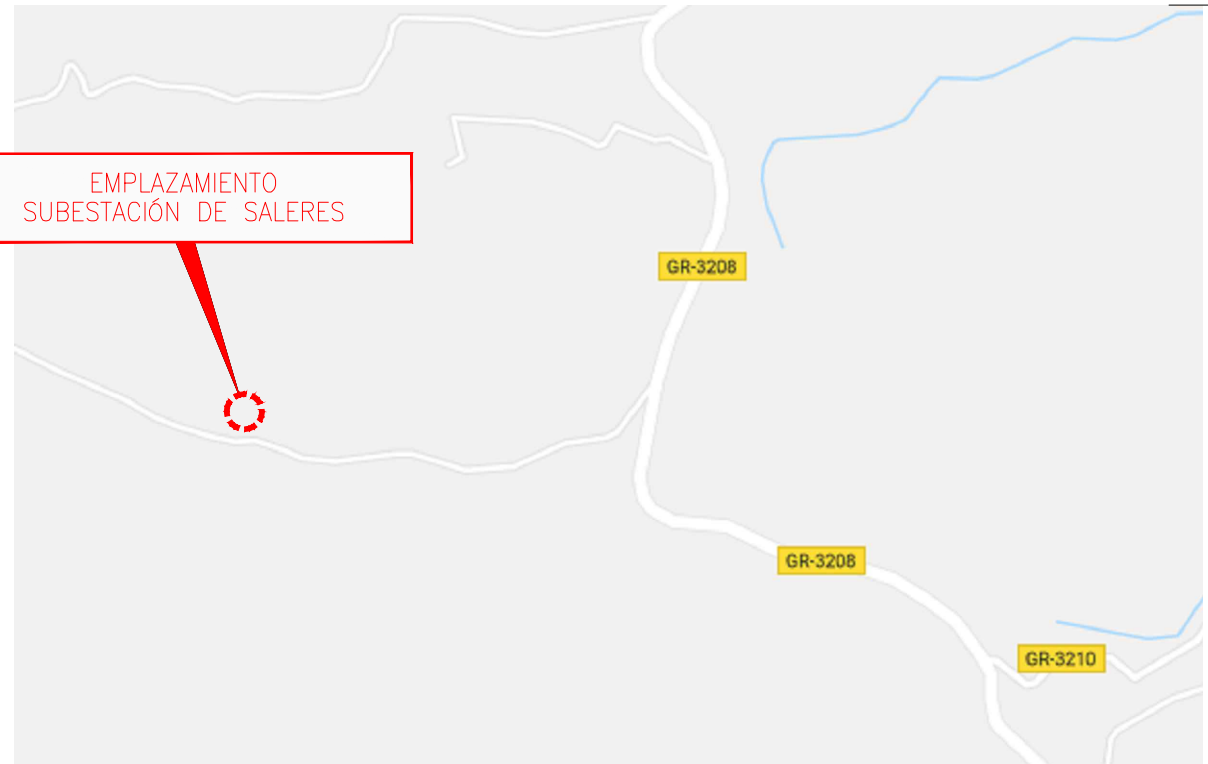 EMPLAZAMIENTO
SUBESTACIÓN DE SALERES
GR-3208
GR-3208
GR-3210